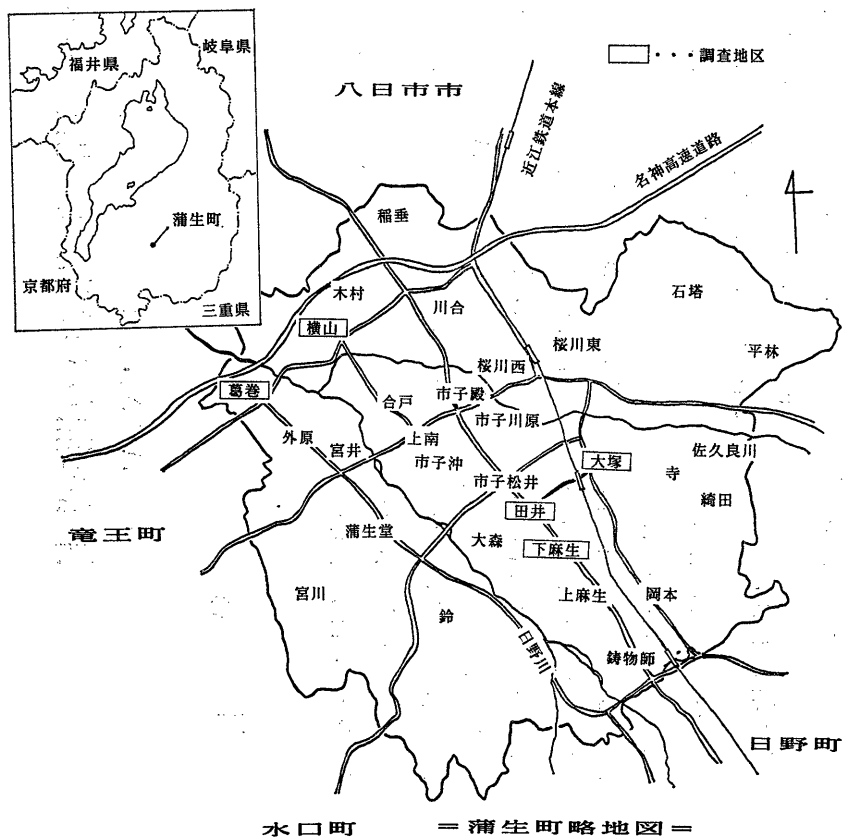 福井県
岐阜県
蒲生町
京都府
三重県
□・・・調査地区
八日市市
近江鉄道本線
名神高速道路
稲垂
石塔
木村
川合
横山
桜川東
平林
桜川西
葛巻
市子殿
合戸
市子川原
外原
上南
宮井
市子沖
佐久良川
大塚
寺
市子松井
綺田
田井
竜王町
蒲生堂
大森
下麻生
宮川
上麻生
岡本
鈴
日野川
鋳物師
日野町
水口町
=蒲生町略地図=